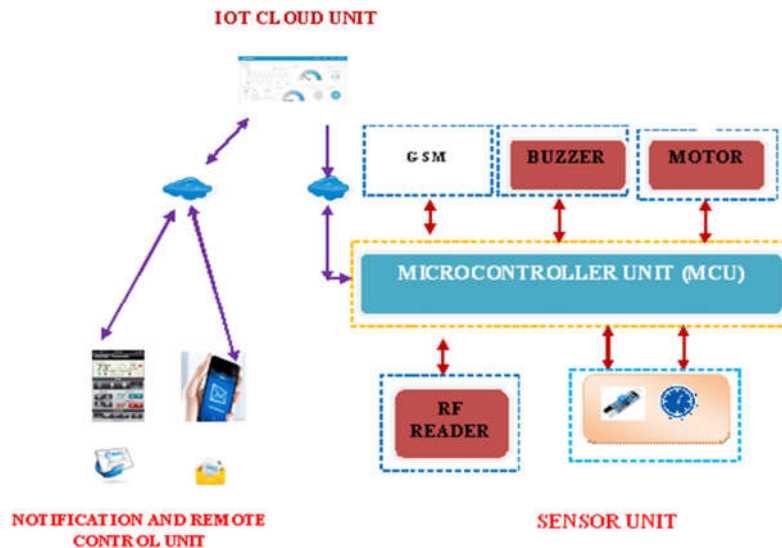 IOT CLOUD UNIT
GSM
BUZZER
MOTOR
MICROCONTROLLER UNIT (MCU)
RF
READER
NOTIFICATION AND REMOTE
CONTROL UNIT
SENSOR UNIT